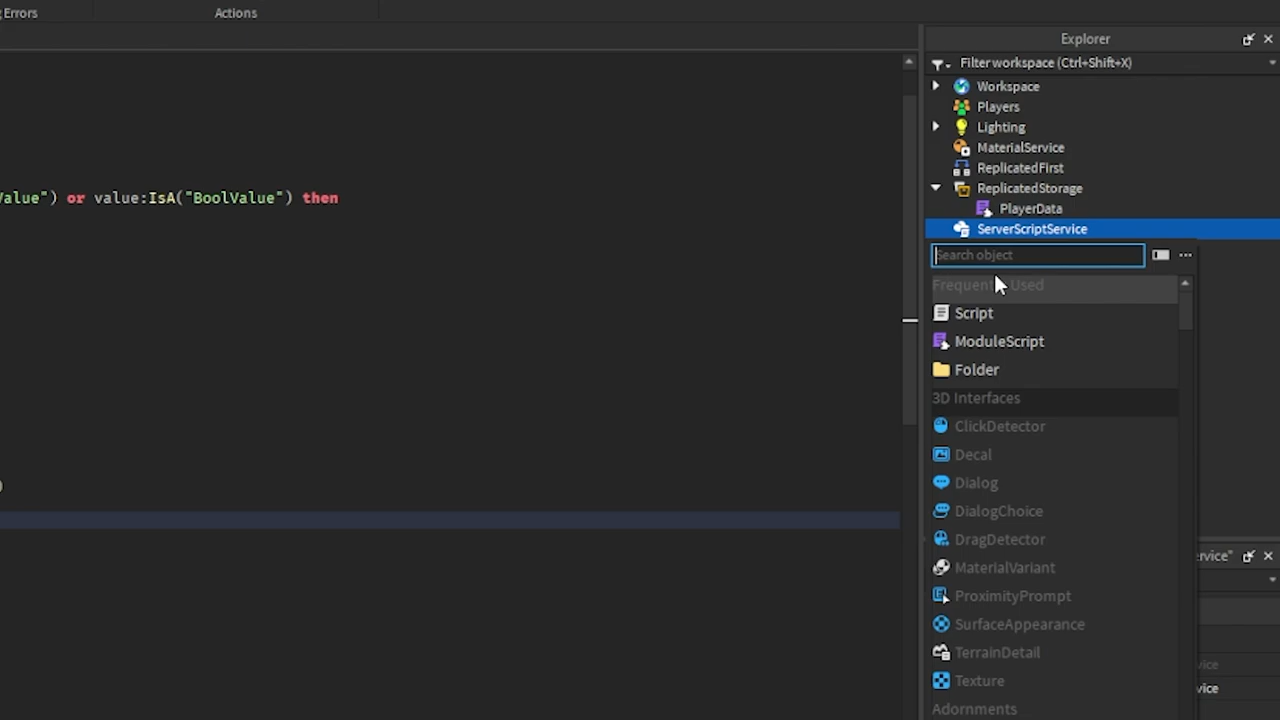 g Errors
Actions
Explorer
Filter workspace (Ctrl+Shift+X)
Workspace
Players
Lighting
MaterialService
ReplicatedFirst
ReplicatedStorage
PlayerData
ServerScriptService
Value") or value:IsA("BoolValue") then
)
Search object
Frequently Used
Script
ModuleScript
Folder
3D Interfaces
ClickDetector
Decal
Dialog
DialogChoice
DragDetector
MaterialVariant
ProximityPrompt
SurfaceAppearance
TerrainDetail
Texture
Adornments
ervice"
vice
vice